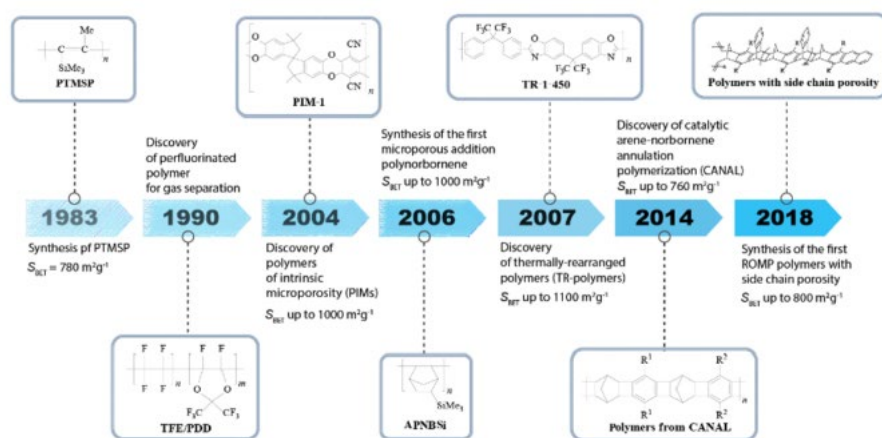 Me
C
C
n
SiMe₃
PTMSP
O
O
CN
O
O
CN
n
PIM-1
F₃C
CF₃
O
N
F₃C
CF₃
O
N
n
TR-1-450
R
R
R
R
n
Polymers with side chain porosity
Discovery
of perfluorinated
polymer
for gas separation
Synthesis of the first
microporous addition
polynorbornene
S_BET up to 1000 m²g⁻¹
Discovery of catalytic
arene-norbornene
annulation
polymerization (CANAL)
S_BET up to 760 m²g⁻¹
1983
1990
2004
2006
2007
2014
2018
Synthesis pf PTMSP
S_BET = 780 m²g⁻¹
Discovery
of polymers
of intrinsic
microporosity (PIMs)
S_BET up to 1000 m²g⁻¹
Discovery
of thermally-rearranged
polymers (TR-polymers)
S_BET up to 1100 m²g⁻¹
Synthesis of the first
ROMP polymers with
side chain porosity
S_BET up to 800 m²g⁻¹
F F F F
F F n O O m
F₃C CF₃
TFE/PDD
n
SiMe₃
APNBSi
R¹ R²
n
R¹ R²
Polymers from CANAL